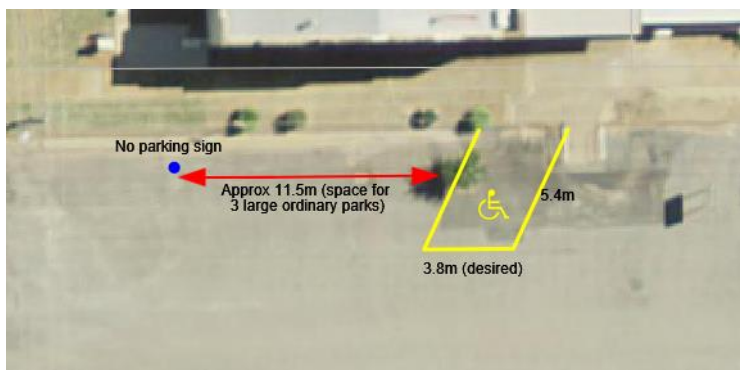 No parking sign
Approx 11.5m (space for
3 large ordinary parks)
5.4m
3.8m (desired)